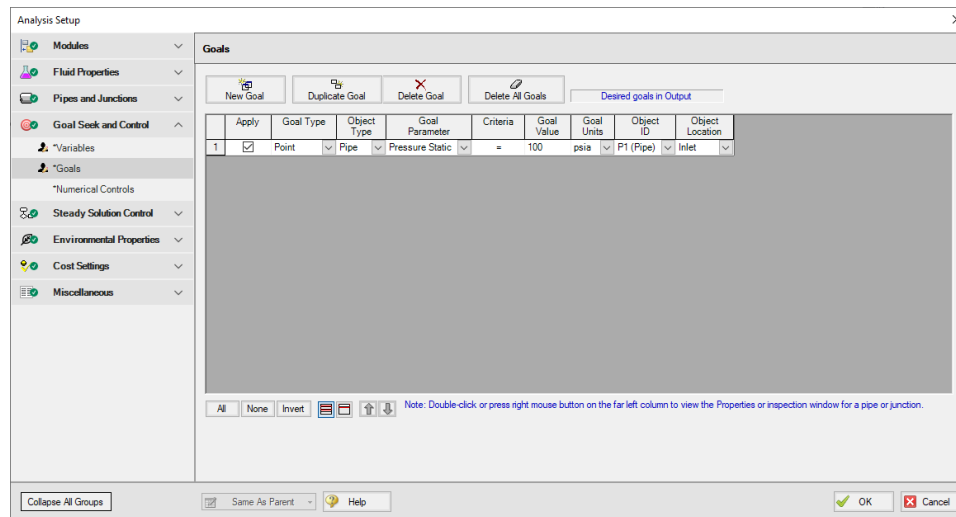 Analysis Setup
Modules
Fluid Properties
Pipes and Junctions
Goal Seek and Control
*Variables
*Goals
*Numerical Controls
Steady Solution Control
Environmental Properties
Cost Settings
Miscellaneous
Collapse All Groups
Goals
New Goal Duplicate Goal Delete Goal Delete All Goals Desired goals in Output
Apply Goal Type Object Type Goal Parameter Criteria Goal Value Goal Units Object ID Object Location
1 Point Pipe Pressure Static = 100 psia P1 (Pipe) Inlet
All None Invert Note: Double-click or press right mouse button on the far left column to view the Properties or inspection window for a pipe or junction.
Same As Parent Help OK Cancel